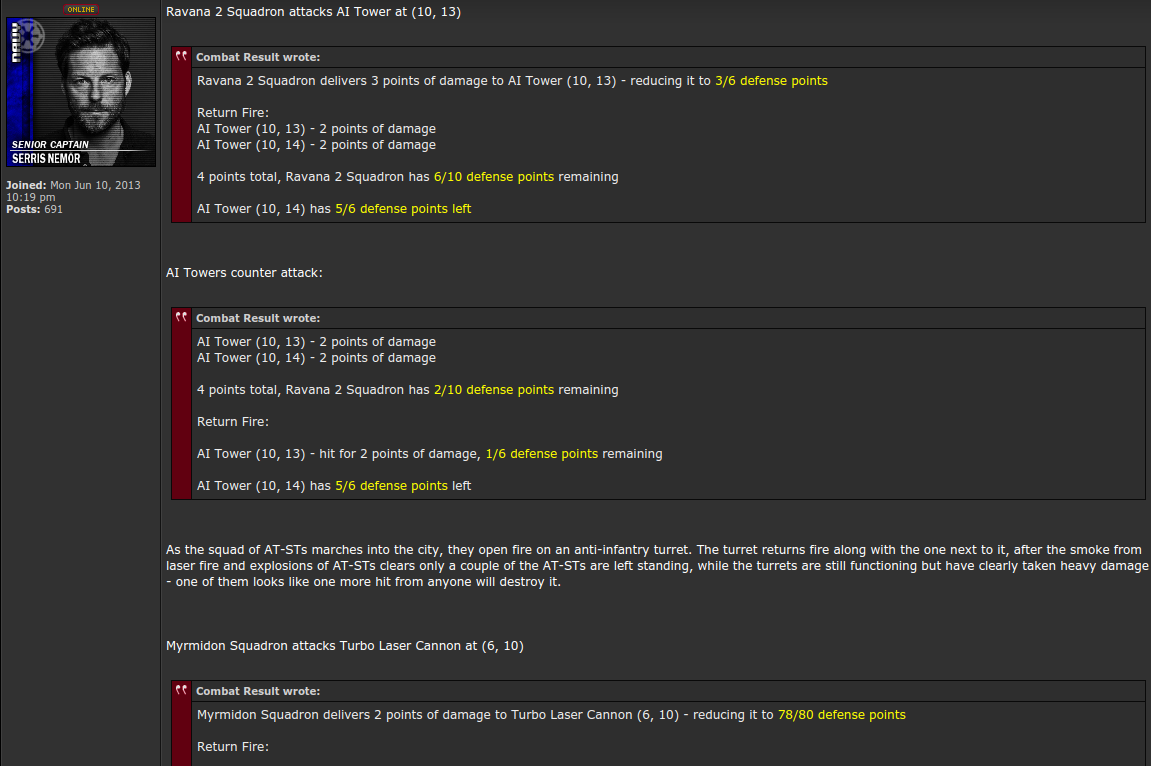 ONLINE
NAVY
SENIOR CAPTAIN
SERRIS NEMÓR
Joined: Mon Jun 10, 2013
10:19 pm
Posts: 691
Ravana 2 Squadron attacks AI Tower at (10, 13)
Combat Result wrote:
Ravana 2 Squadron delivers 3 points of damage to AI Tower (10, 13) - reducing it to 3/6 defense points
Return Fire:
AI Tower (10, 13) - 2 points of damage
AI Tower (10, 14) - 2 points of damage
4 points total, Ravana 2 Squadron has 6/10 defense points remaining
AI Tower (10, 14) has 5/6 defense points left
AI Towers counter attack:
Combat Result wrote:
AI Tower (10, 13) - 2 points of damage
AI Tower (10, 14) - 2 points of damage
4 points total, Ravana 2 Squadron has 2/10 defense points remaining
Return Fire:
AI Tower (10, 13) - hit for 2 points of damage, 1/6 defense points remaining
AI Tower (10, 14) has 5/6 defense points left
As the squad of AT-STs marches into the city, they open fire on an anti-infantry turret. The turret returns fire along with the one next to it, after the smoke from
laser fire and explosions of AT-STs clears only a couple of the AT-STs are left standing, while the turrets are still functioning but have clearly taken heavy damage
- one of them looks like one more hit from anyone will destroy it.
Myrmidon Squadron attacks Turbo Laser Cannon at (6, 10)
Combat Result wrote:
Myrmidon Squadron delivers 2 points of damage to Turbo Laser Cannon (6, 10) - reducing it to 78/80 defense points
Return Fire: